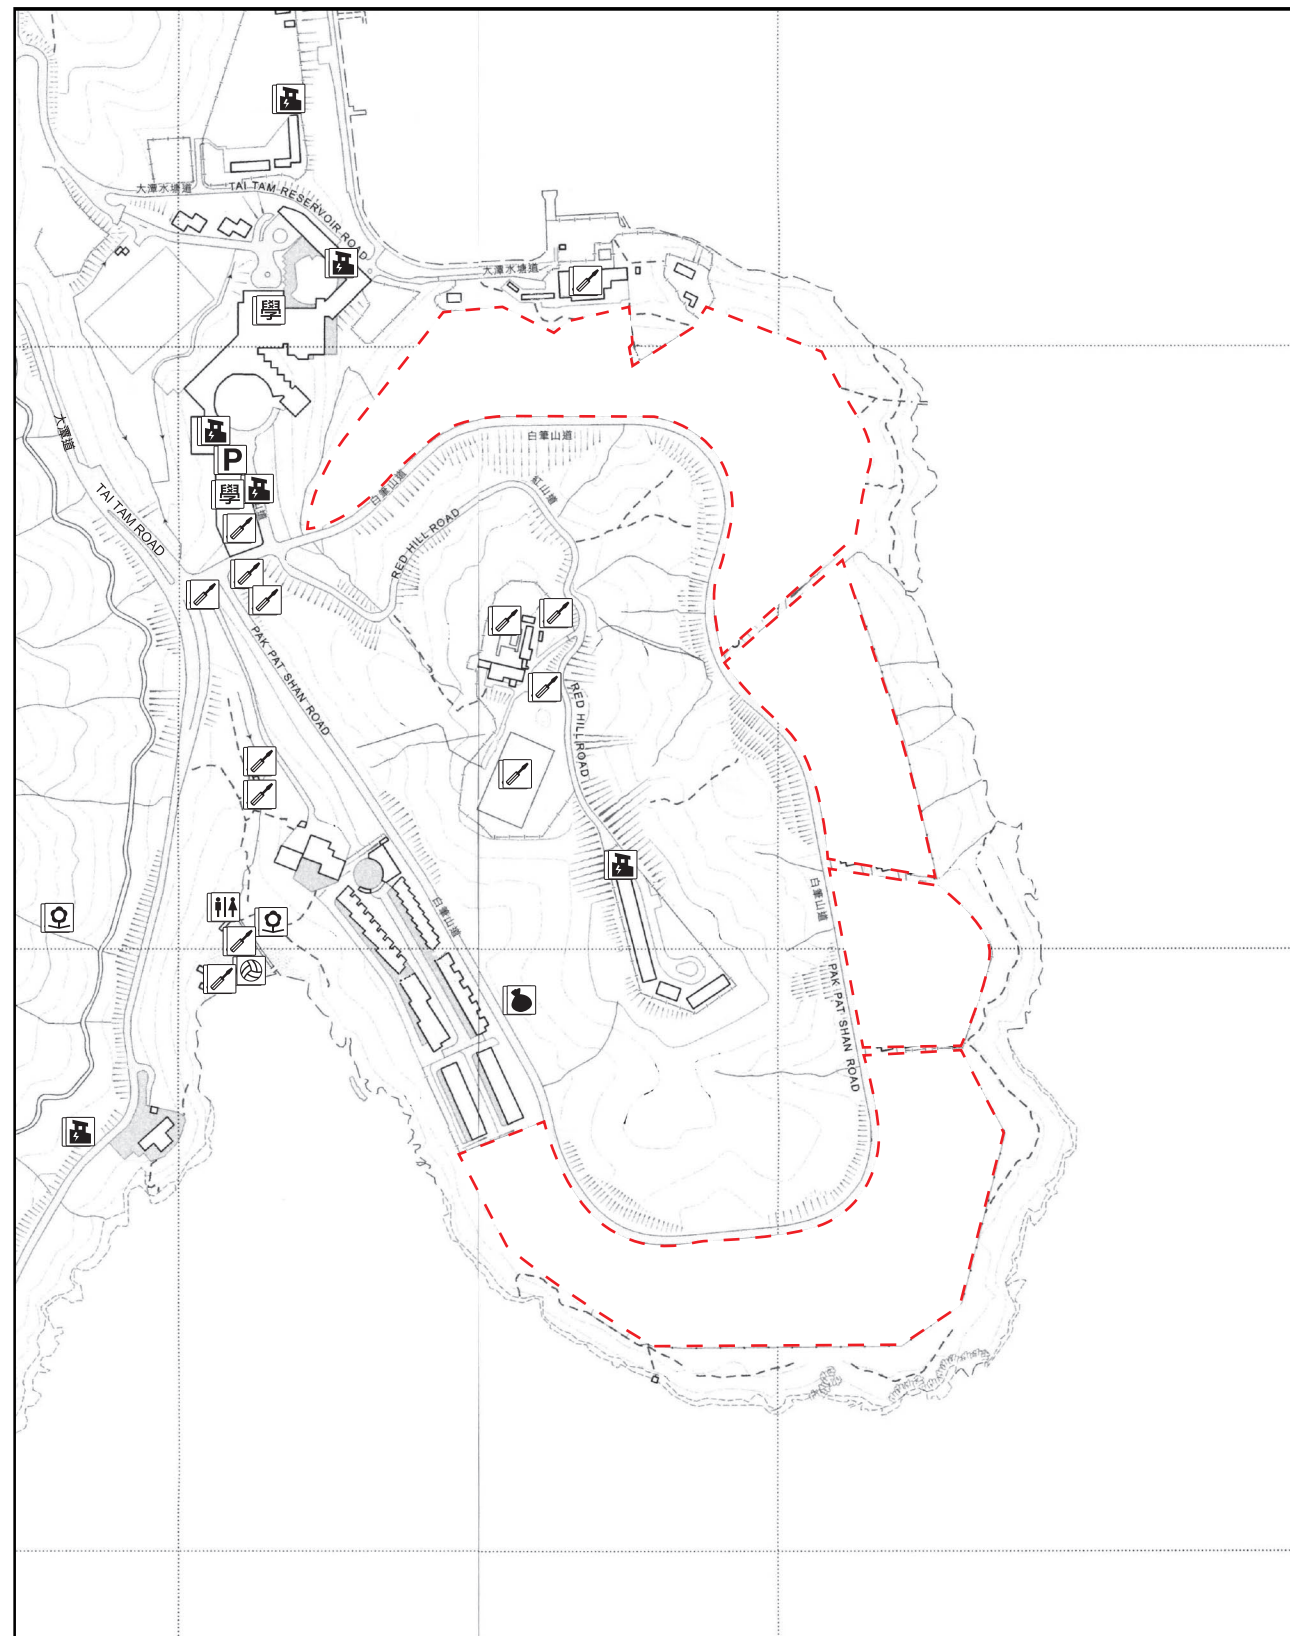 大潭水塘道
TAI TAM RESERVOIR ROAD
大潭水塘道
學
大潭道
白筆山道
P
白筆山道
紅山道
學
山道
TAI TAM ROAD
RED HILL ROAD
PAK PAT SHAN ROAD
RED HILL ROAD
白筆山道
白筆山道
PAK PAT SHAN ROAD